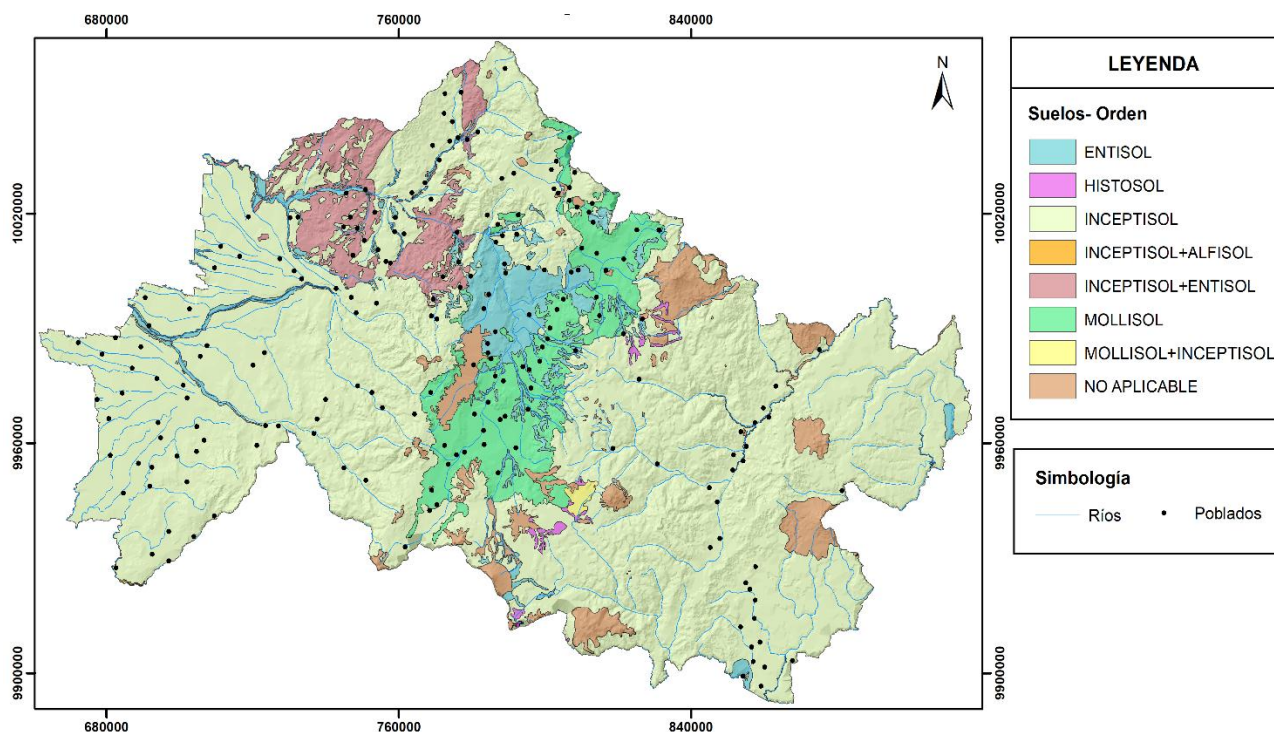 680000 760000 840000
N
10020000 10020000
9960000 9960000
9900000 9900000
680000 760000 840000
LEYENDA
Suelos- Orden
ENTISOL
HISTOSOL
INCEPTISOL
INCEPTISOL+ALFISOL
INCEPTISOL+ENTISOL
MOLLISOL
MOLLISOL+INCEPTISOL
NO APLICABLE
Simbología
Ríos
Poblados